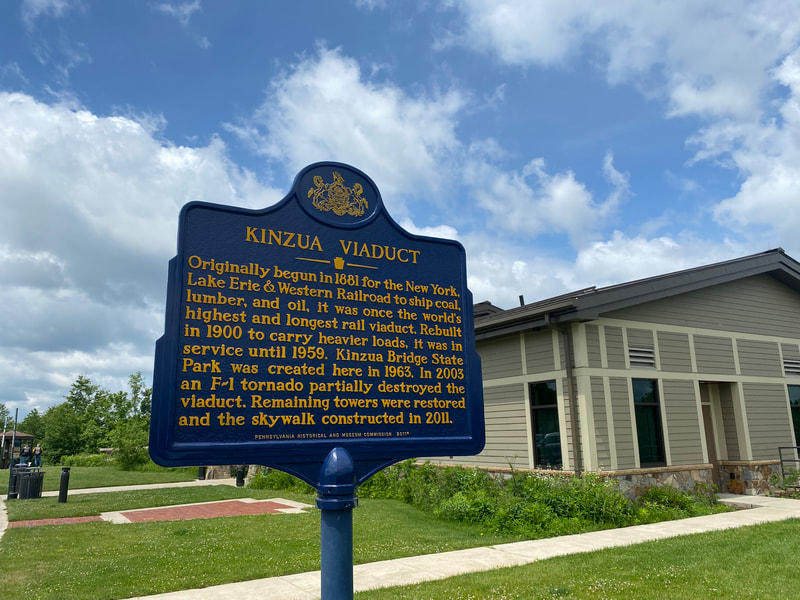 KINZUA VIADUCT
Originally begun in 1881 for the New York,
Lake Erie & Western Railroad to ship coal,
lumber, and oil, it was once the world's
highest and longest rail viaduct. Rebuilt
in 1900 to carry heavier loads, it was in
service until 1959. Kinzua Bridge State
Park was created here in 1963. In 2003
an F-1 tornado partially destroyed the
viaduct. Remaining towers were restored
and the skywalk constructed in 2011.
PENNSYLVANIA HISTORICAL AND MUSEUM COMMISSION